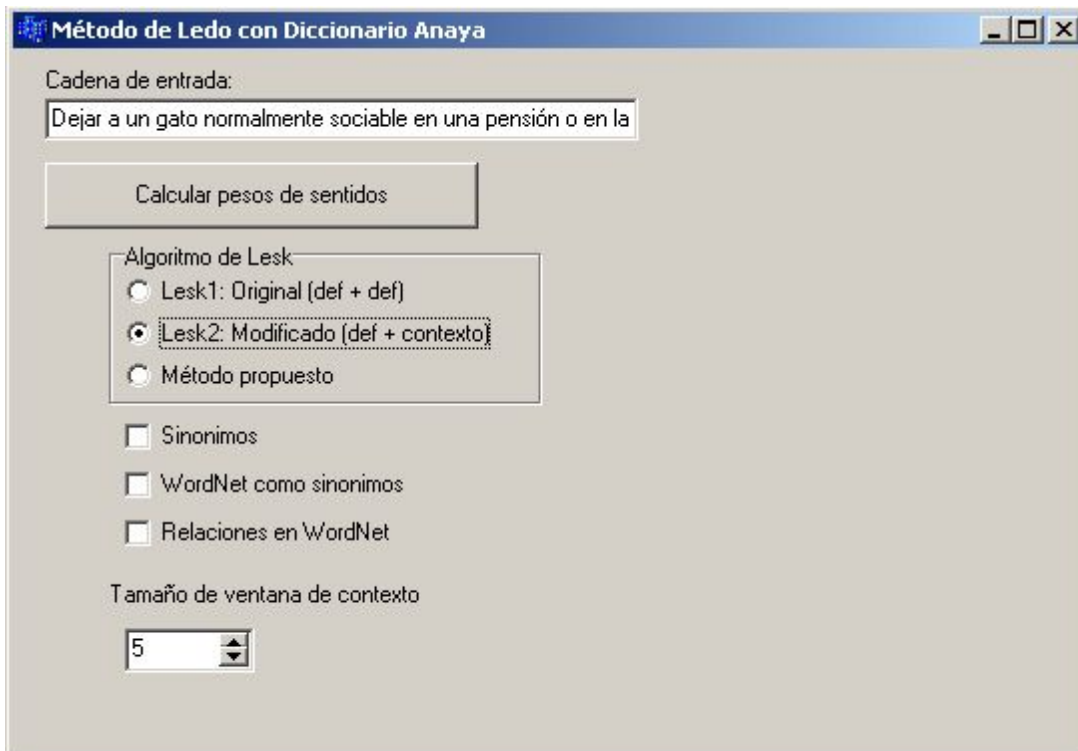 Método de Ledo con Diccionario Anaya
Cadena de entrada:
Dejar a un gato normalmente sociable en una pensión o en la
Calcular pesos de sentidos
Algoritmo de Lesk
Lesk1: Original (def + def)
Lesk2: Modificado (def + contexto)
Método propuesto
Sinonimos
WordNet como sinonimos
Relaciones en WordNet
Tamaño de ventana de contexto
5